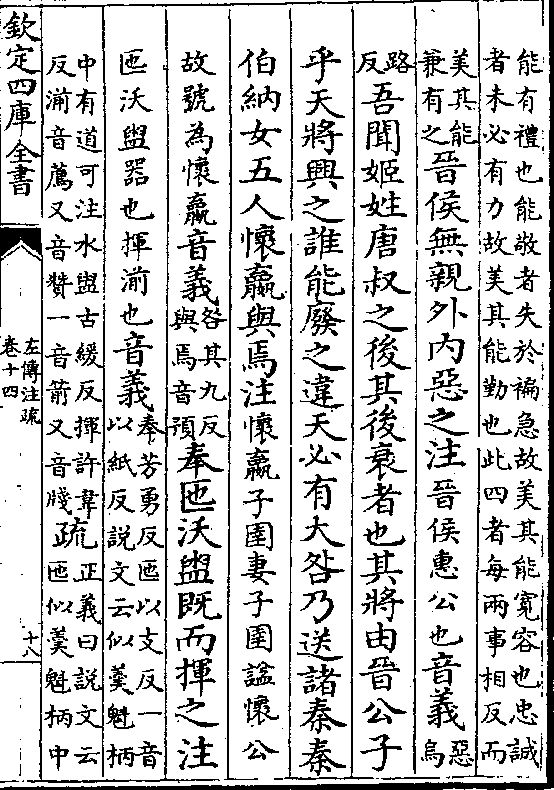 能有禮也能敬者失於褊急故美其能寬容也忠誠
者未必有力故美其能勤也此四者每兩事相反而
美其能
兼有之
晉侯無親外内惡之注晉侯惠公也音義
惡
烏
路
反
吾聞姬姓唐叔之後其後衰者也其將由晉公子
乎天將興之誰能廢之違天必有大咎乃送諸秦秦
伯納女五人懷嬴與焉注懷嬴子圉妻子圉諡懷公
故號為懷嬴音義
咎其九反
與焉音預
奉匜沃盥既而揮之注
匜沃盥器也揮湔也音義
奉芳勇反匜以支反一音
以紙反說文云似羮魁柄
中有道可注水盥古緩反揮許韋
反湔音薦又音贊一音箭又音牋
疏
正義曰說文云
匜似羮魁柄中
欽定四庫全書
左傳注疏
卷十四
十八